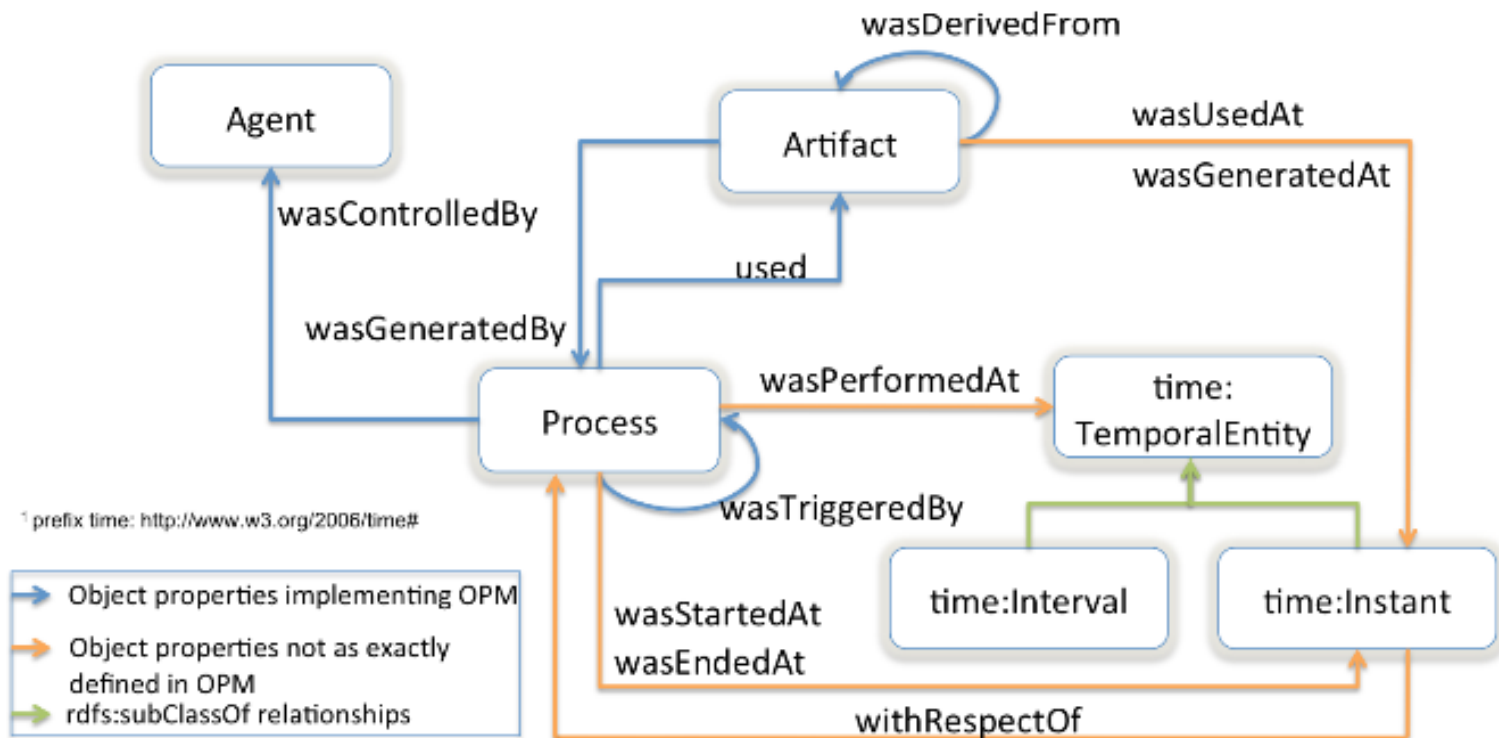 wasDerivedFrom
Agent
Artifact
wasUsedAt
wasGeneratedAt
wasControlledBy
used
wasGeneratedBy
wasPerformedAt
time:
TemporalEntity
Process
wasTriggeredBy
¹ prefix time: http://www.w3.org/2006/time#
time:Interval
time:Instant
Object properties implementing OPM
Object properties not as exactly
defined in OPM
rdfs:subClassOf relationships
wasStartedAt
wasEndedAt
withRespectOf